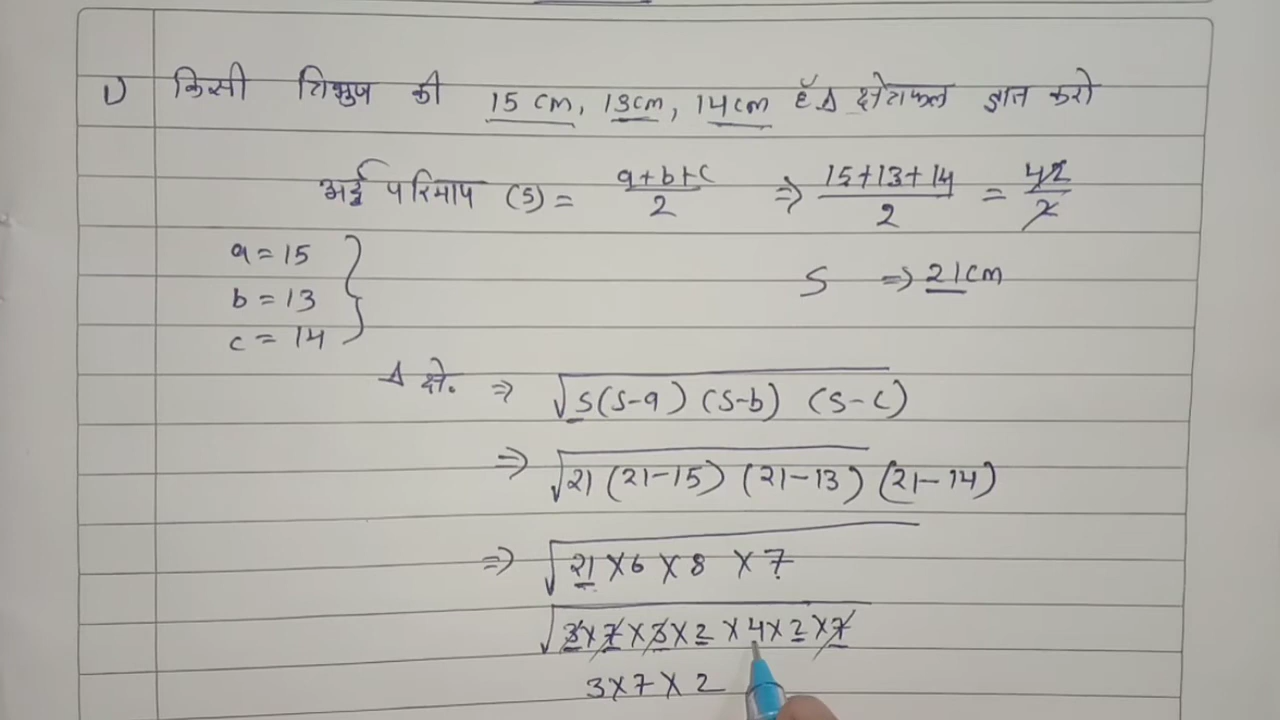 1) किसी त्रिभुज की 15 cm, 13cm, 14cm है Δ क्षेत्रफल ज्ञात करो
अर्द्ध परिमाप (S) = a+b+c/2 ⇒ 15+13+14/2 = 42/2
a = 15
S ⇒ 21cm
b = 13
c = 14
Δ क्षे. ⇒ √S(S-a) (S-b) (S-c)
⇒ √21 (21-15) (21-13) (21-14)
⇒ √21 × 6 × 8 × 7
√3×7×3×2×4×2×7
3×7×2